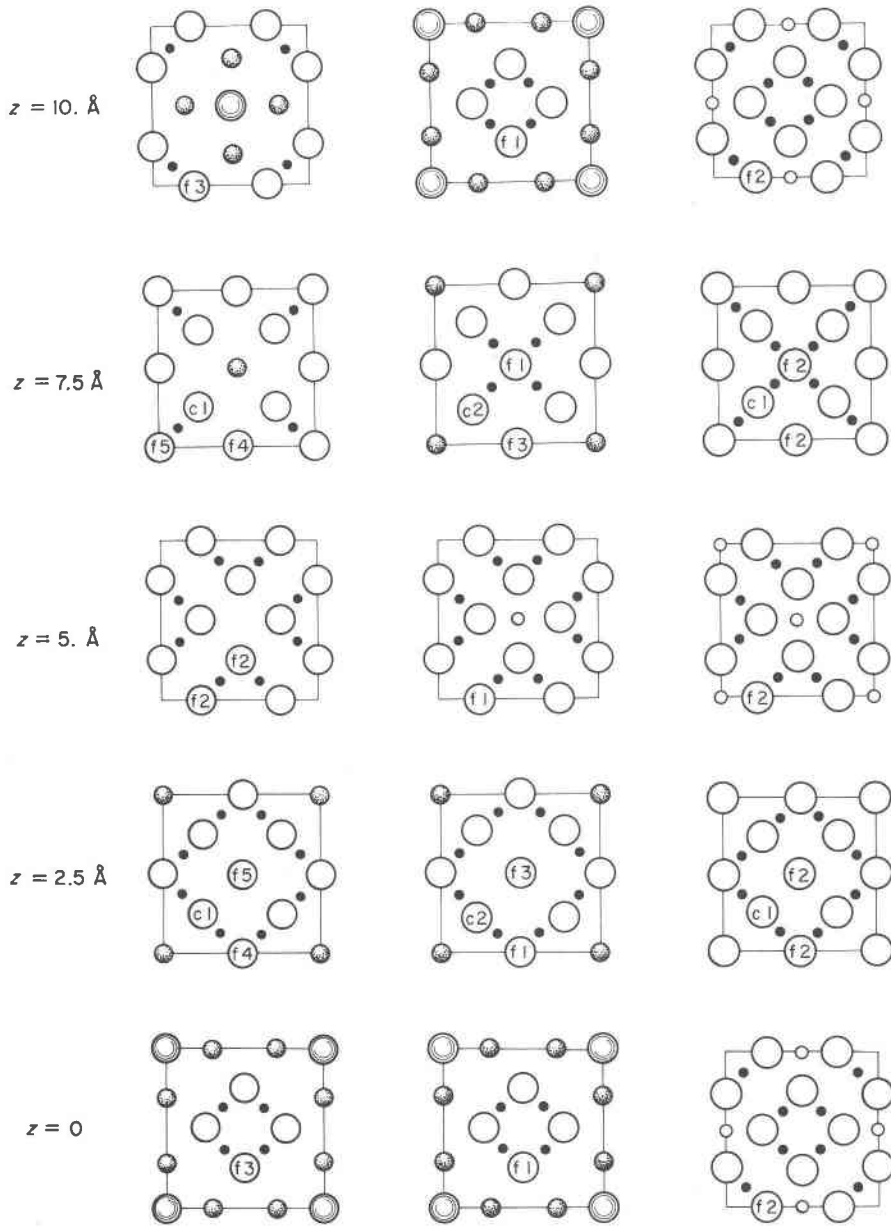 z = 10. Å
f3
f1
f2
z = 7.5 Å
c1
f5 f4
f1
c2
f3
f2
c1
f2
z = 5. Å
f2
f2
f1
f2
z = 2.5 Å
f5
c1
f4
f3
c2
f1
f2
c1
f2
z = 0
f3
f1
f2